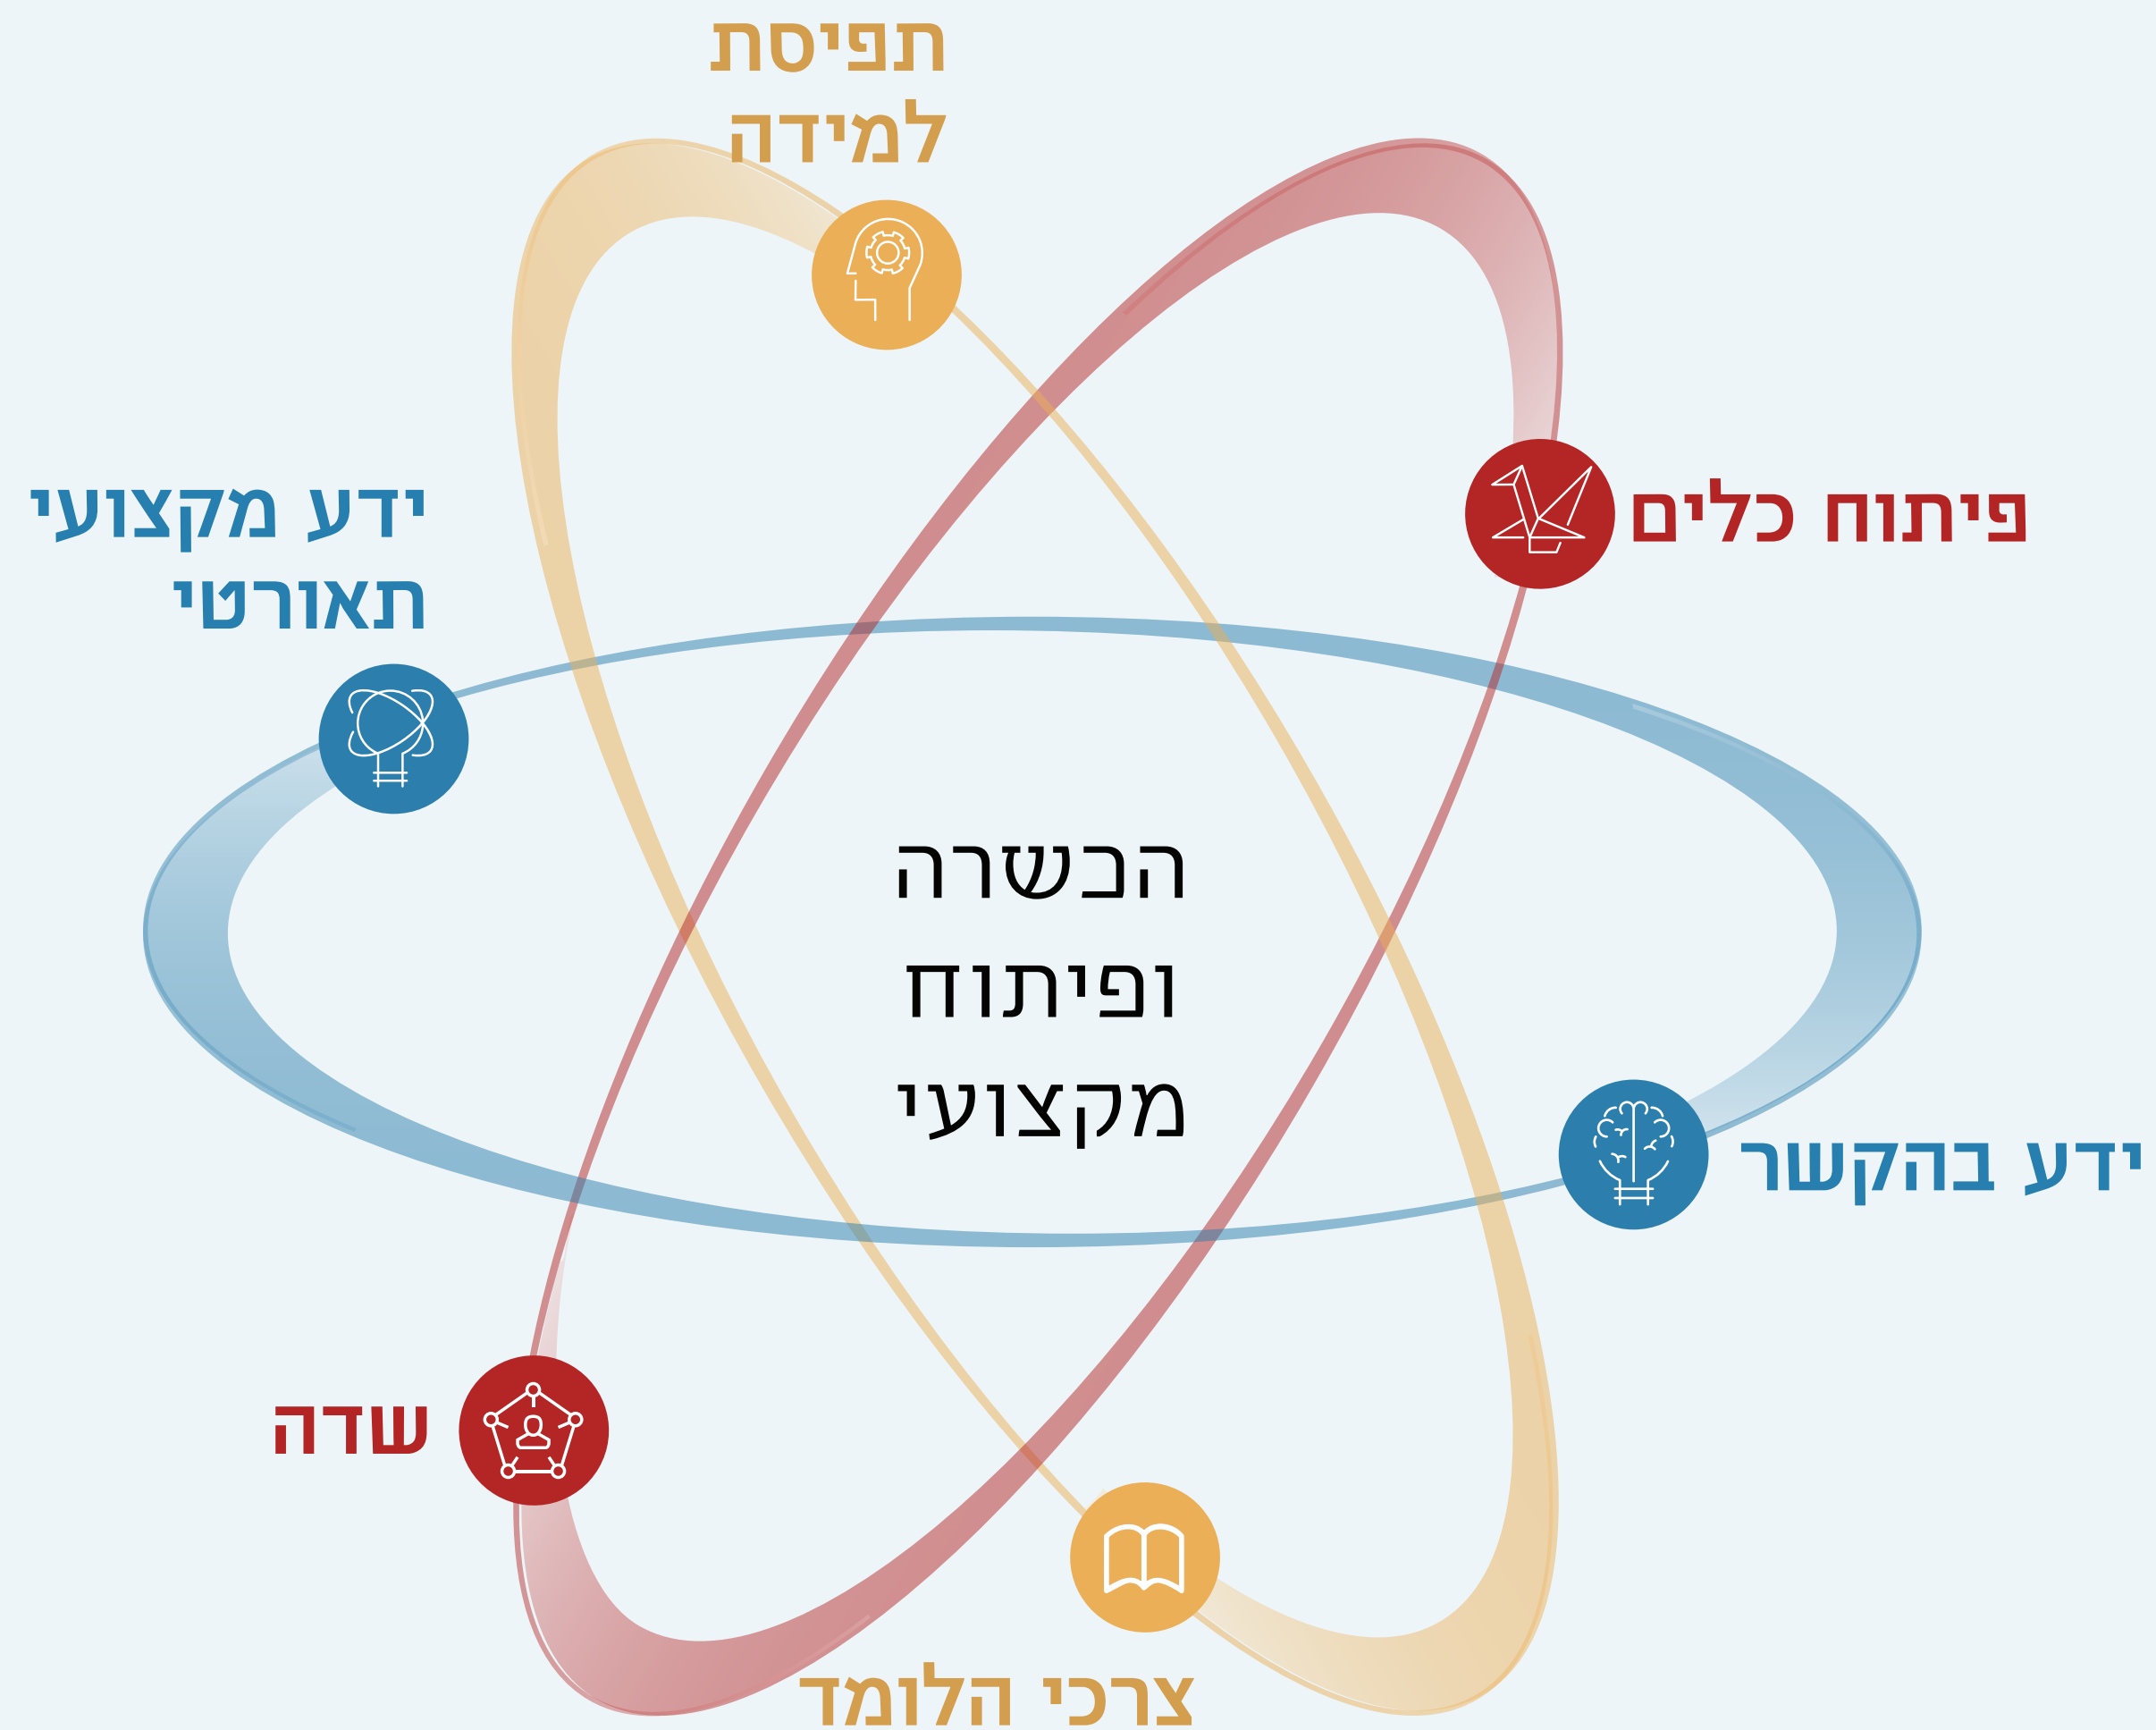 תפיסת
למידה
פיתוח כלים
ידע מקצועי
תאורטי
הכשרה
ופיתוח
מקצועי
ידע בהקשר
שדה
צרכי הלומד